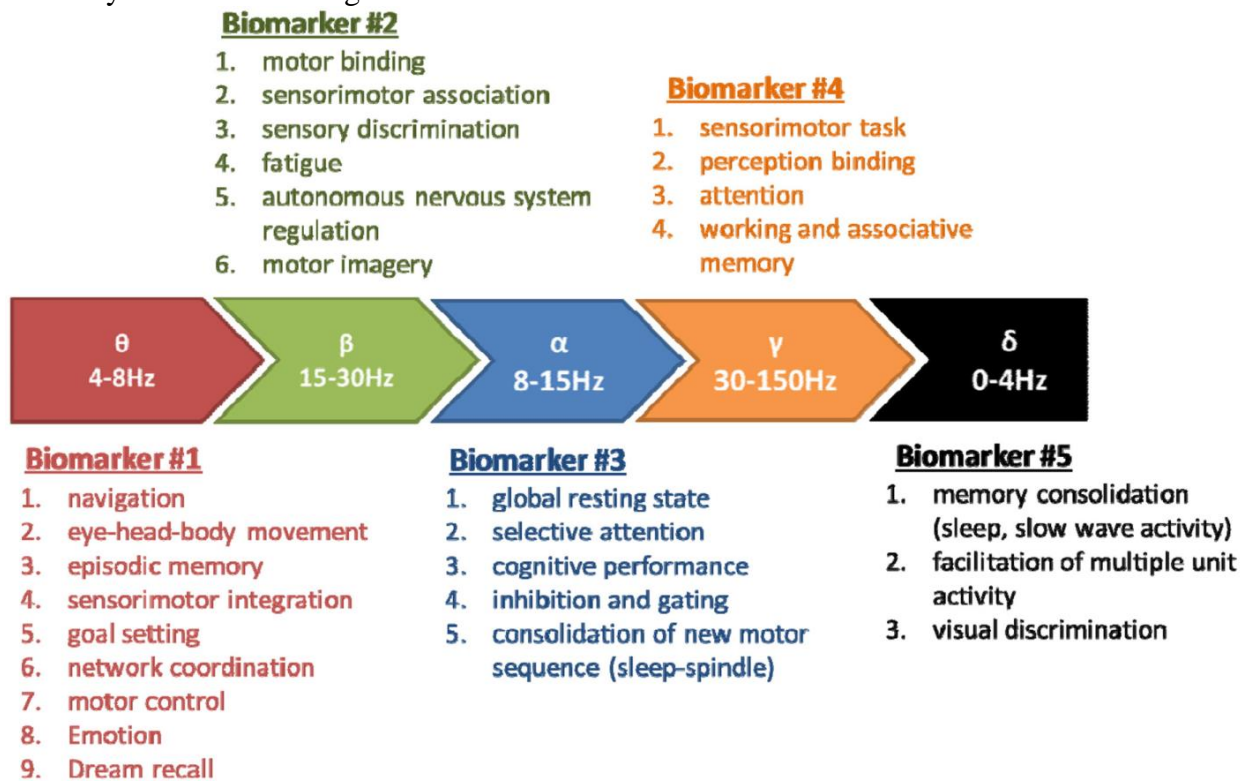 Biomarker #2
1. motor binding
2. sensorimotor association
3. sensory discrimination
4. fatigue
5. autonomous nervous system
regulation
6. motor imagery
Biomarker #4
1. sensorimotor task
2. perception binding
3. attention
4. working and associative
memory
θ
4-8Hz
β
15-30Hz
α
8-15Hz
γ
30-150Hz
δ
0-4Hz
Biomarker #1
1. navigation
2. eye-head-body movement
3. episodic memory
4. sensorimotor integration
5. goal setting
6. network coordination
7. motor control
8. Emotion
9. Dream recall
Biomarker #3
1. global resting state
2. selective attention
3. cognitive performance
4. inhibition and gating
5. consolidation of new motor
sequence (sleep-spindle)
Biomarker #5
1. memory consolidation
(sleep, slow wave activity)
2. facilitation of multiple unit
activity
3. visual discrimination